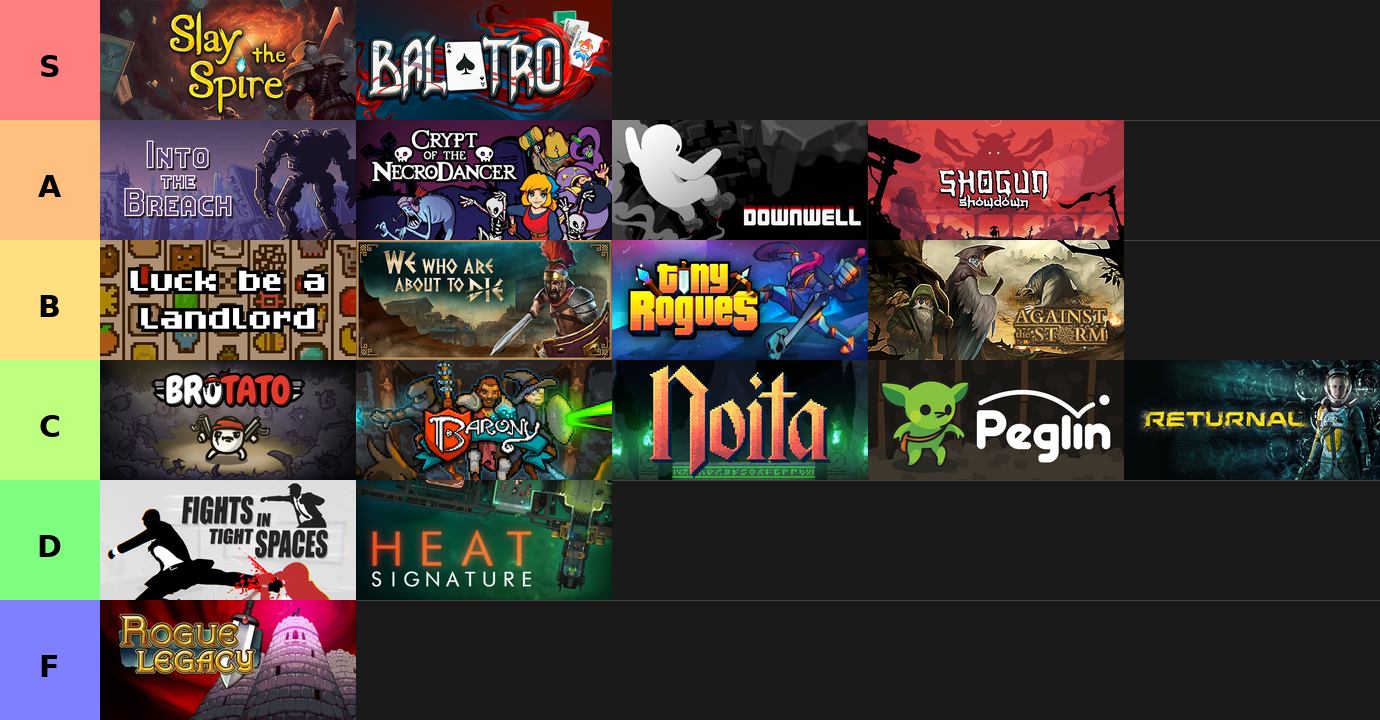 S
Slay
the
Spire
BALATRO
A
INTO
THE
BREACH
CRYPT
OF THE
NECRODANCER
DOWNWELL
SHOGUN
showdown
B
Luck be a
Landlord
WE WHO ARE
ABOUT TO DIE
tiny
Rogues
AGAINST
the STORM
C
BROTATO
BARONY
Noita
Peglin
RETURNAL
D
FIGHTS IN
TIGHT SPACES
HEAT
SIGNATURE
F
ROGUE
LEGACY